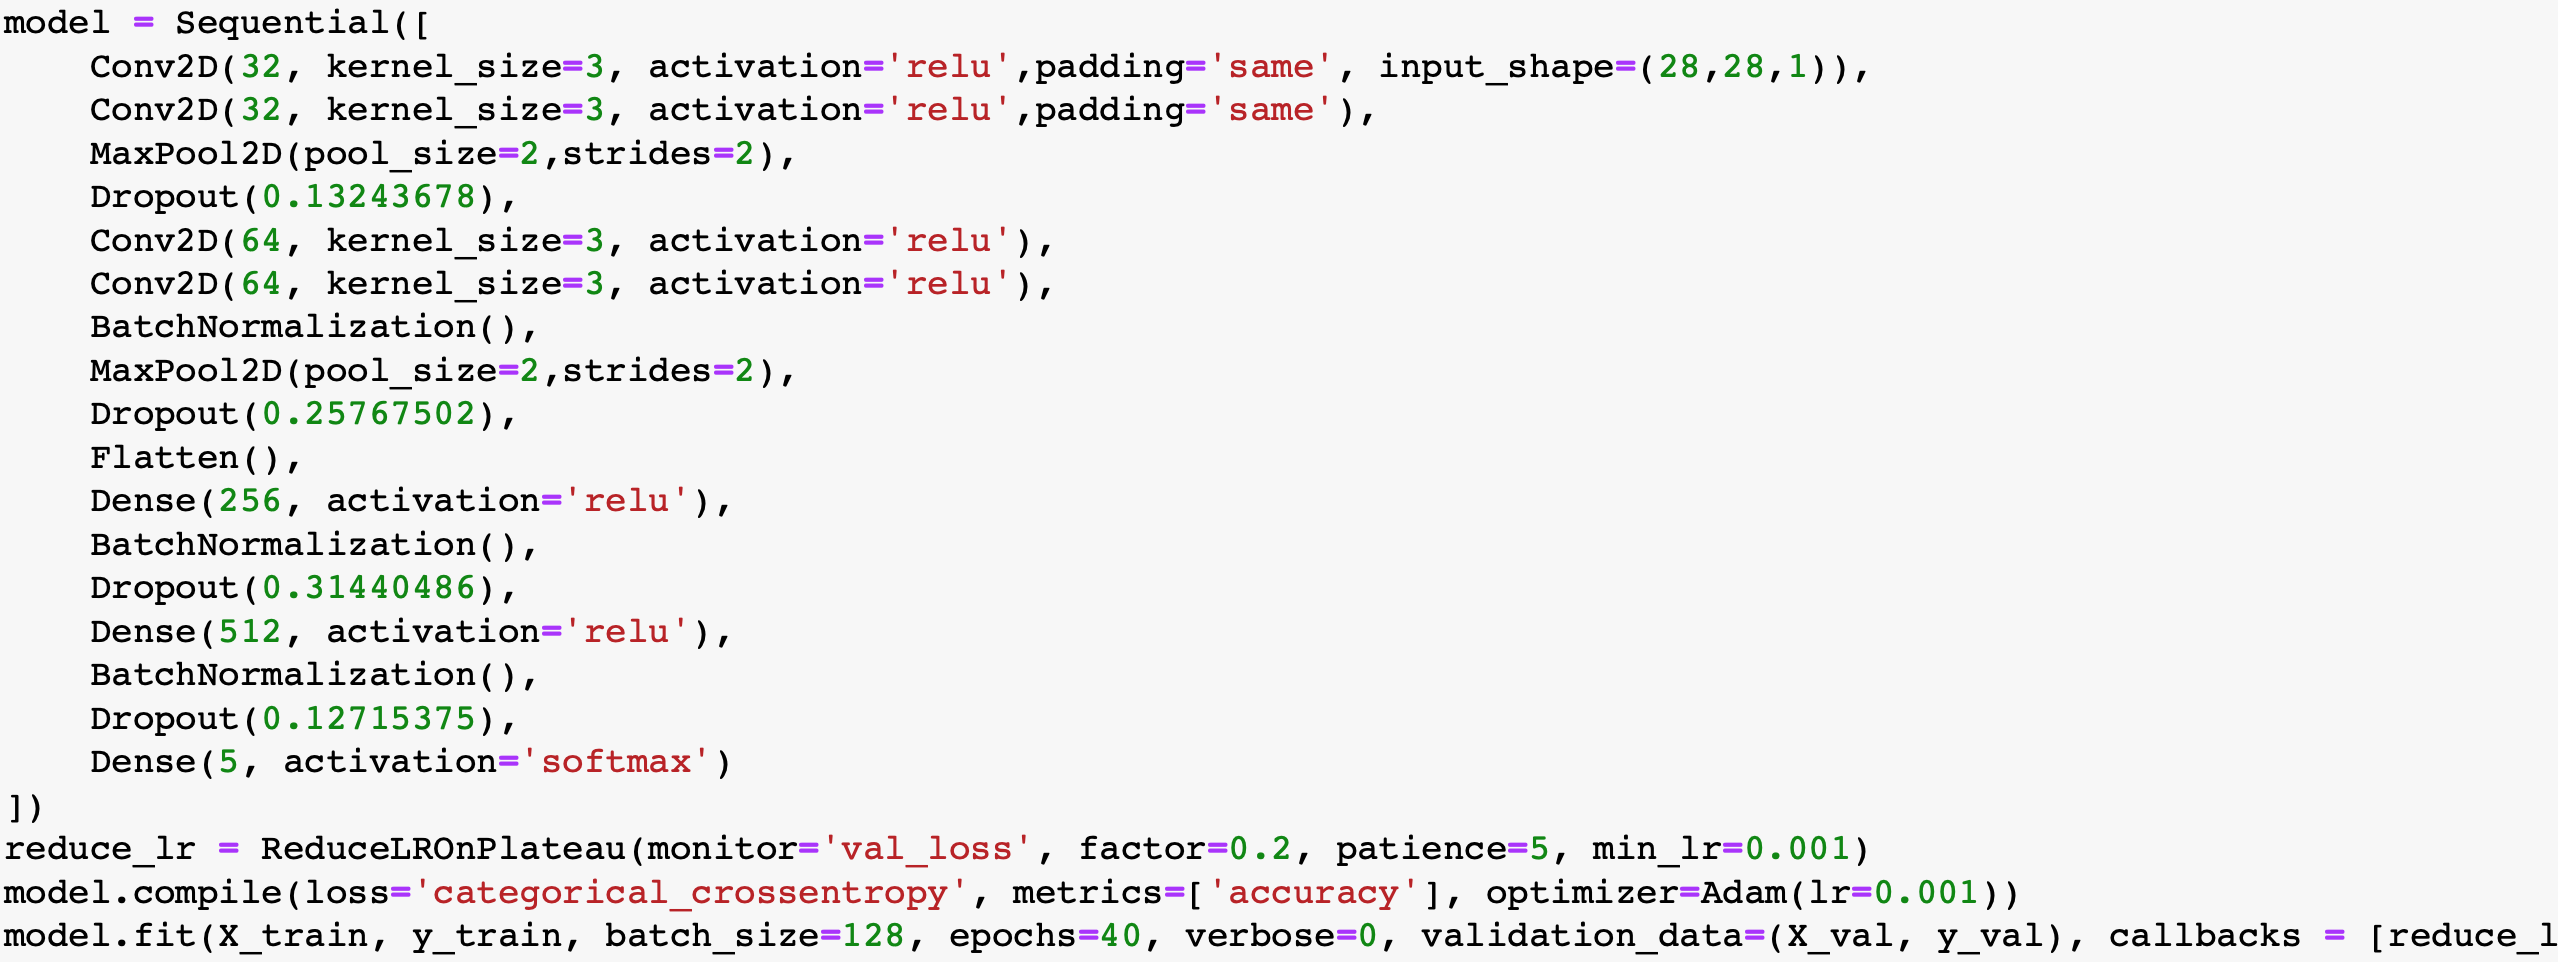 model = Sequential([
    Conv2D(32, kernel_size=3, activation='relu',padding='same', input_shape=(28,28,1)),
    Conv2D(32, kernel_size=3, activation='relu',padding='same'),
    MaxPool2D(pool_size=2,strides=2),
    Dropout(0.13243678),
    Conv2D(64, kernel_size=3, activation='relu'),
    Conv2D(64, kernel_size=3, activation='relu'),
    BatchNormalization(),
    MaxPool2D(pool_size=2,strides=2),
    Dropout(0.25767502),
    Flatten(),
    Dense(256, activation='relu'),
    BatchNormalization(),
    Dropout(0.31440486),
    Dense(512, activation='relu'),
    BatchNormalization(),
    Dropout(0.12715375),
    Dense(5, activation='softmax')
])
reduce_lr = ReduceLROnPlateau(monitor='val_loss', factor=0.2, patience=5, min_lr=0.001)
model.compile(loss='categorical_crossentropy', metrics=['accuracy'], optimizer=Adam(lr=0.001))
model.fit(X_train, y_train, batch_size=128, epochs=40, verbose=0, validation_data=(X_val, y_val), callbacks = [reduce_l